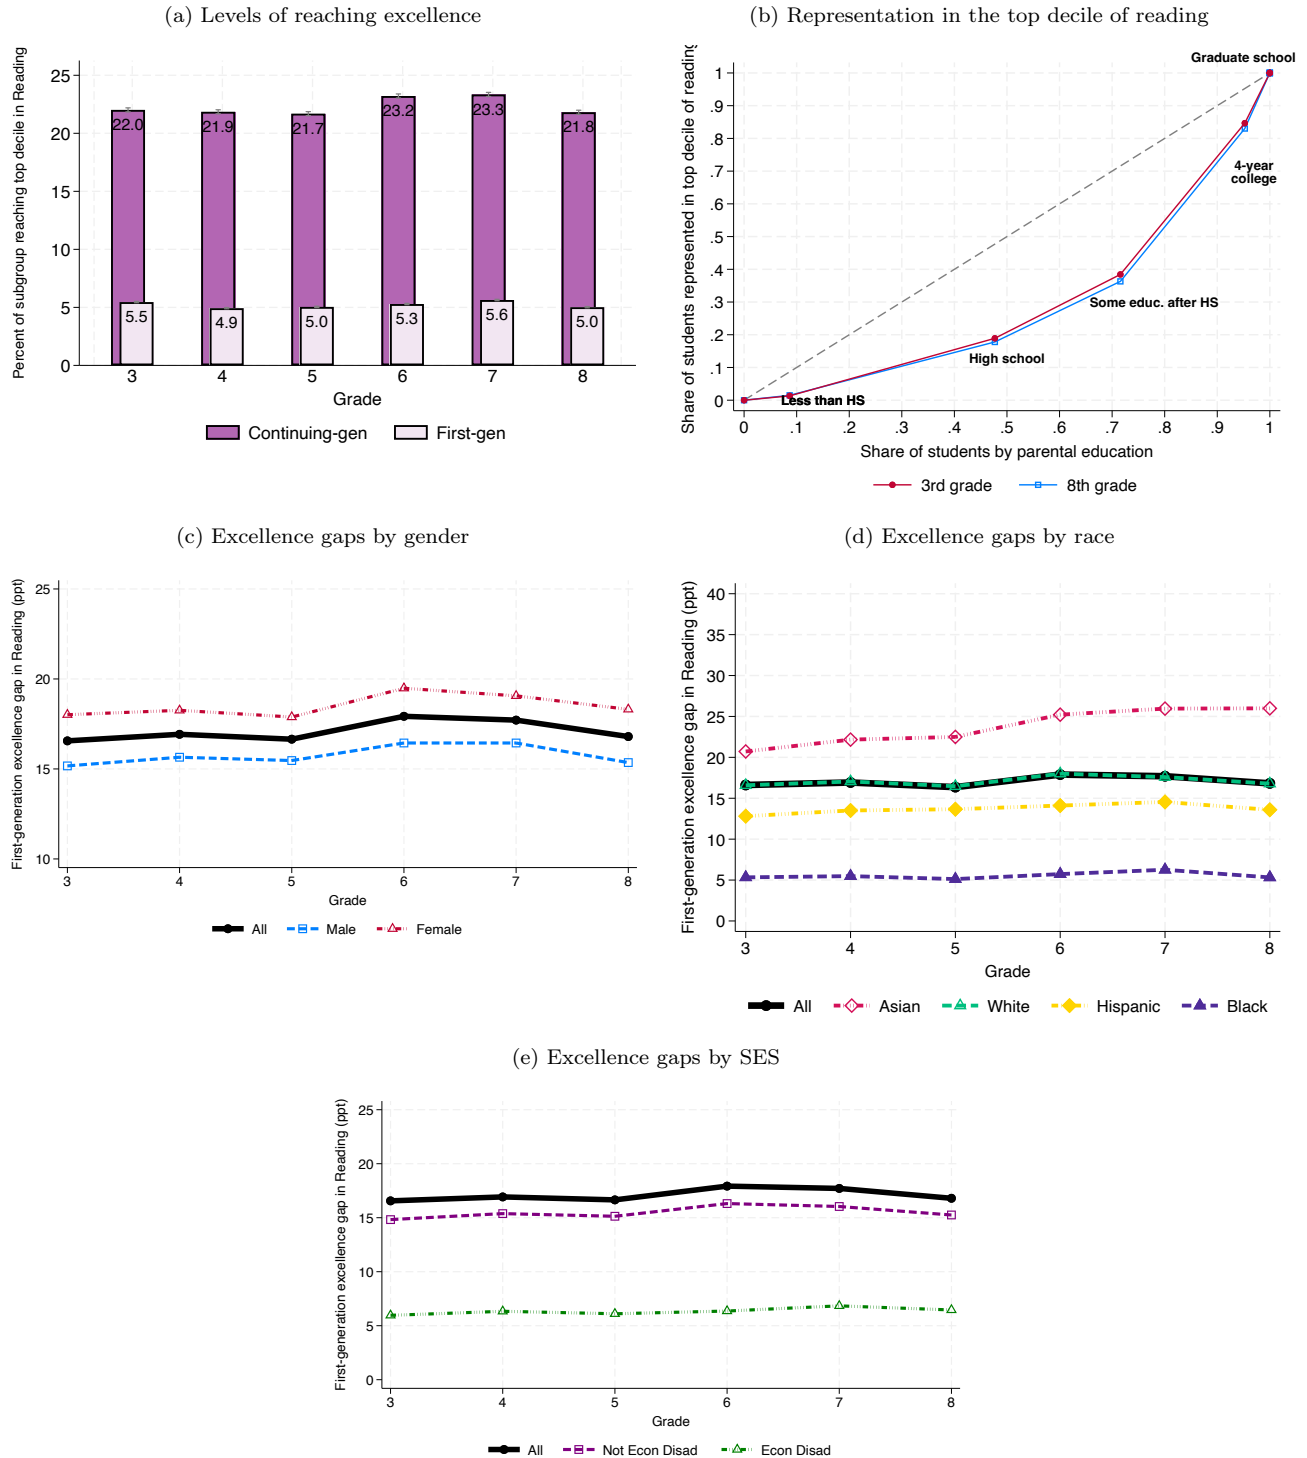 (a) Levels of reaching excellence
Percent of subgroup reaching top decile in Reading
25
20
15
10
5
0
22.0
21.9
21.7
23.2
23.3
21.8
5.5
4.9
5.0
5.3
5.6
5.0
3 4 5 6 7 8
Grade
Continuing-gen First-gen
(b) Representation in the top decile of reading
Share of students represented in top decile of reading
1
.9
.8
.7
.6
.5
.4
.3
.2
.1
0
Graduate school
4-year
college
Some educ. after HS
High school
Less than HS
0 .1 .2 .3 .4 .5 .6 .7 .8 .9 1
Share of students by parental education
3rd grade 8th grade
(c) Excellence gaps by gender
First-generation excellence gap in Reading (ppt)
25
20
15
10
3 4 5 6 7 8
Grade
All Male Female
(d) Excellence gaps by race
First-generation excellence gap in Reading (ppt)
40
35
30
25
20
15
10
5
0
3 4 5 6 7 8
Grade
All Asian White Hispanic Black
(e) Excellence gaps by SES
First-generation excellence gap in Reading (ppt)
25
20
15
10
5
0
3 4 5 6 7 8
Grade
All Not Econ Disad Econ Disad